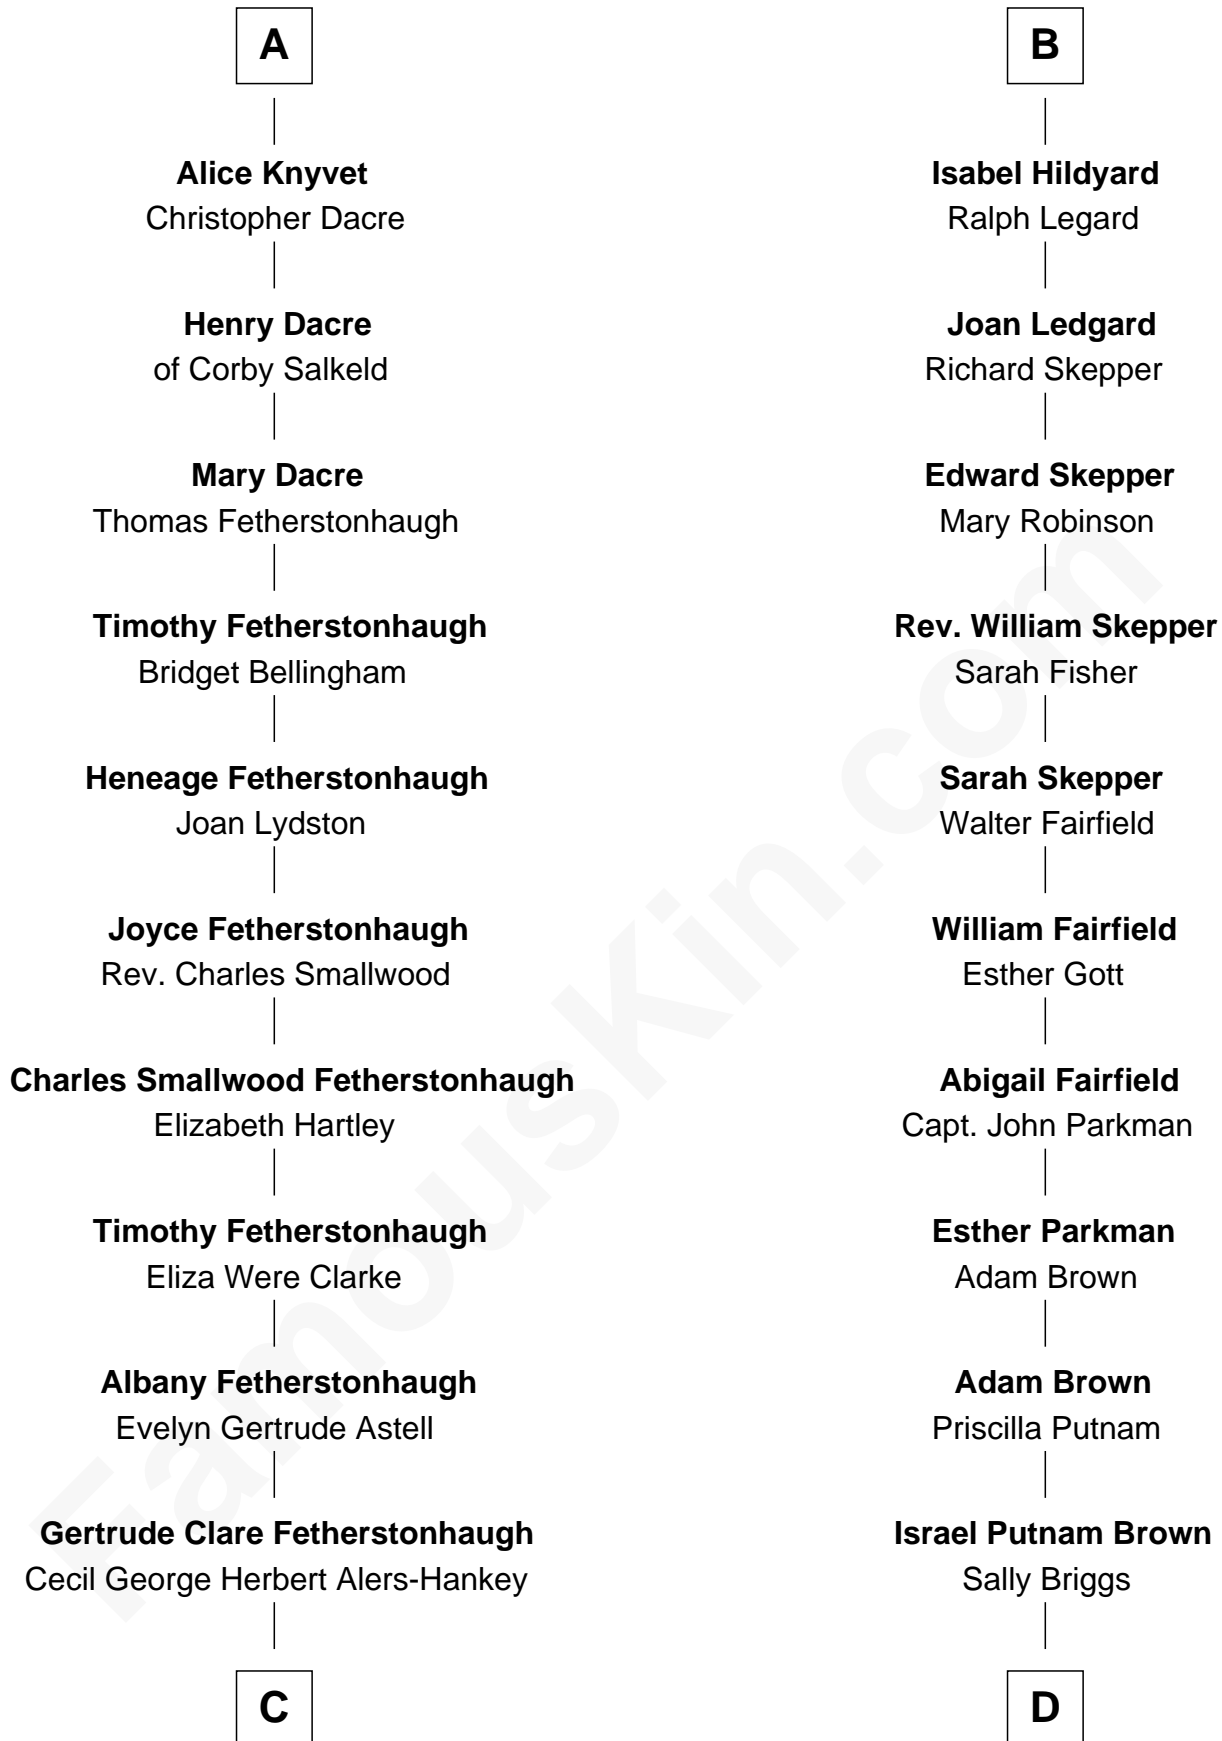 A
Alice Knyvet
Christopher Dacre
Henry Dacre
of Corby Salkeld
Mary Dacre
Thomas Fetherstonhaugh
Timothy Fetherstonhaugh
Bridget Bellingham
Heneage Fetherstonhaugh
Joan Lydston
Joyce Fetherstonhaugh
Rev. Charles Smallwood
Charles Smallwood Fetherstonhaugh
Elizabeth Hartley
Timothy Fetherstonhaugh
Eliza Were Clarke
Albany Fetherstonhaugh
Evelyn Gertrude Astell
Gertrude Clare Fetherstonhaugh
Cecil George Herbert Alers-Hankey
C
B
Isabel Hildyard
Ralph Legard
Joan Ledgard
Richard Skepper
Edward Skepper
Mary Robinson
Rev. William Skepper
Sarah Fisher
Sarah Skepper
Walter Fairfield
William Fairfield
Esther Gott
Abigail Fairfield
Capt. John Parkman
Esther Parkman
Adam Brown
Adam Brown
Priscilla Putnam
Israel Putnam Brown
Sally Briggs
D
FamousKin.com